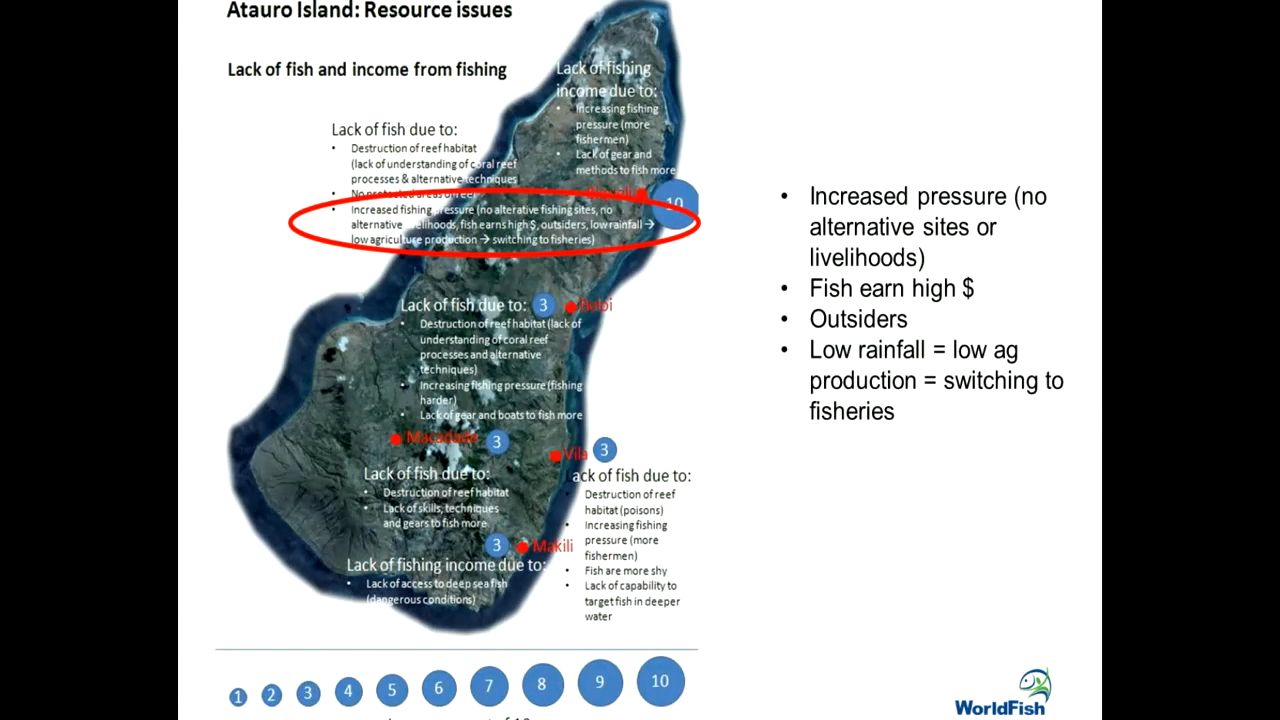 Atauro Island: Resource issues
Lack of fish and income from fishing
Lack of fishing
income due to:
• Increasing fishing
pressure (more
fishermen)
• Lack of gear and
methods to fish more
10
Lack of fish due to:
• Destruction of reef habitat
(lack of understanding of coral reef
processes & alternative techniques
• No protected areas of reef
• Increased fishing pressure (no alterative fishing sites, no
alternative livelihoods, fish earns high $, outsiders, low rainfall →
low agriculture production → switching to fisheries)
Lack of fish due to: 3
• Destruction of reef habitat (lack of
understanding of coral reef
processes and alternative
techniques)
• Increasing fishing pressure (fishing
harder)
• Lack of gear and boats to fish more
Macadade 3
Vila 3
Lack of fish due to:
• Destruction of reef habitat
• Lack of skills, techniques
and gears to fish more
3 Makili
Lack of fishing income due to:
• Lack of access to deep sea fish
(dangerous conditions)
Lack of fish due to:
• Destruction of reef
habitat (poisons)
• Increasing fishing
pressure (more
fishermen)
• Fish are more shy
• Lack of capability to
target fish in deeper
water
1 2 3 4 5 6 7 8 9 10
• Increased pressure (no
alternative sites or
livelihoods)
• Fish earn high $
• Outsiders
• Low rainfall = low ag
production = switching to
fisheries
WorldFish